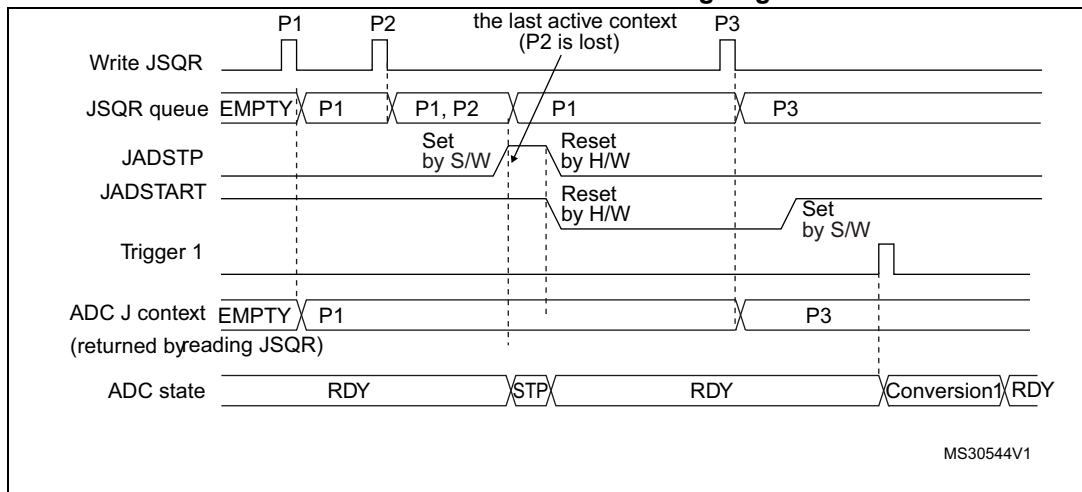 P1 P2 the last active context P3
(P2 is lost)
Write JSQR
JSQR queue EMPTY P1 P1, P2 P1 P3
Set Reset
JADSTP by S/W by H/W
JADSTART Reset
by H/W Set
by S/W
Trigger 1
ADC J context EMPTY P1 P3
(returned byreading JSQR)
ADC state RDY STP RDY Conversion1 RDY
MS30544V1